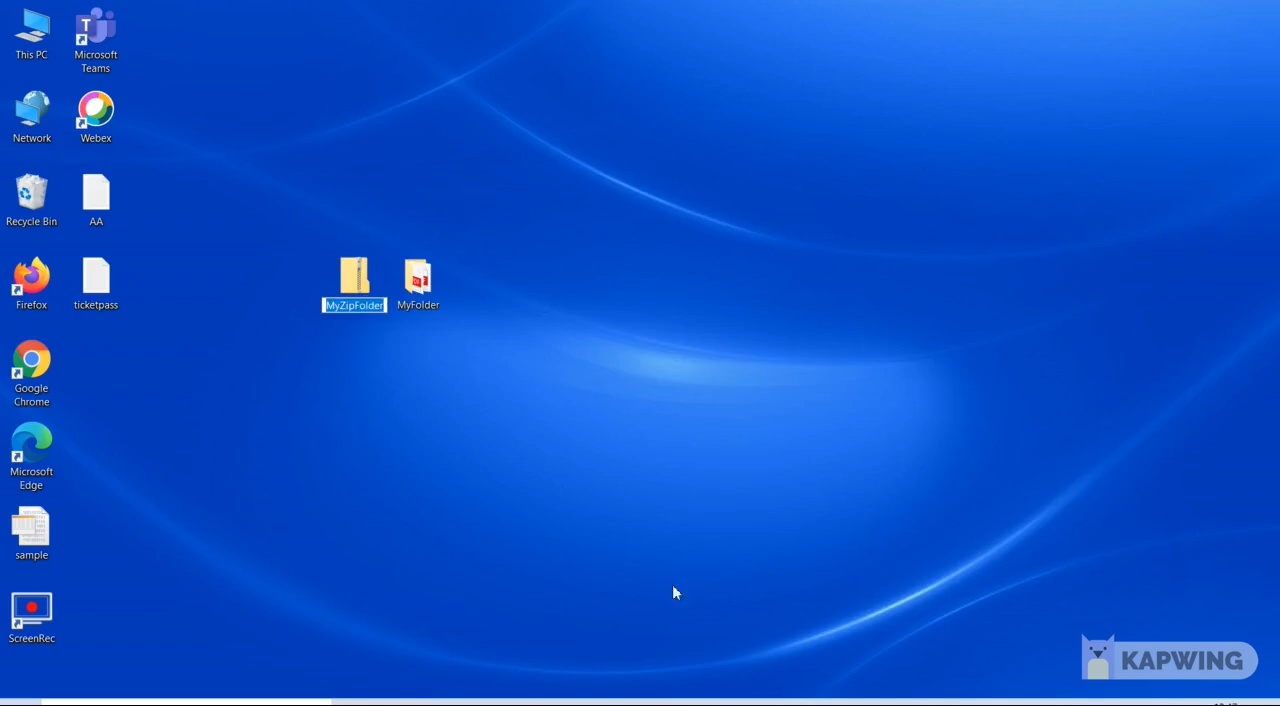 This PC
Microsoft
Teams
Network
Webex
Recycle Bin
AA
Firefox
ticketpass
MyZipFolder
MyFolder
Google
Chrome
Microsoft
Edge
sample
ScreenRec
KAPWING